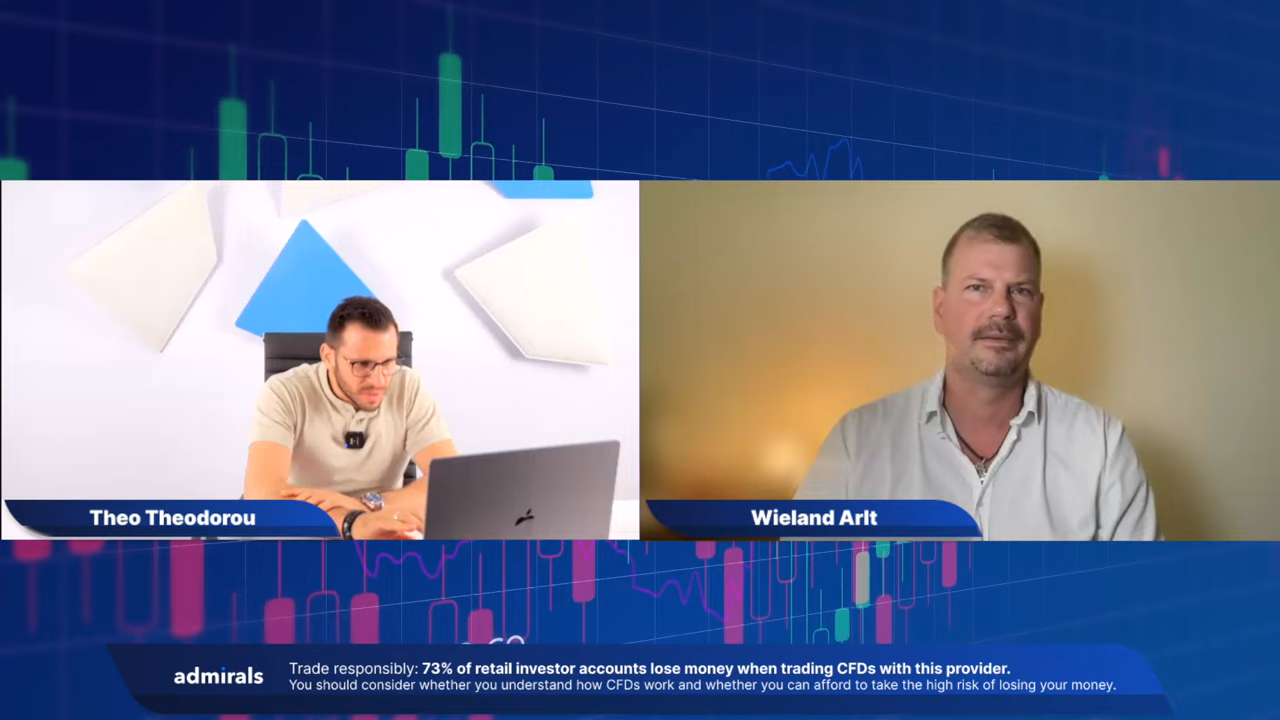 Theo Theodorou
Wieland Arlt
admirals
Trade responsibly: 73% of retail investor accounts lose money when trading CFDs with this provider.
You should consider whether you understand how CFDs work and whether you can afford to take the high risk of losing your money.